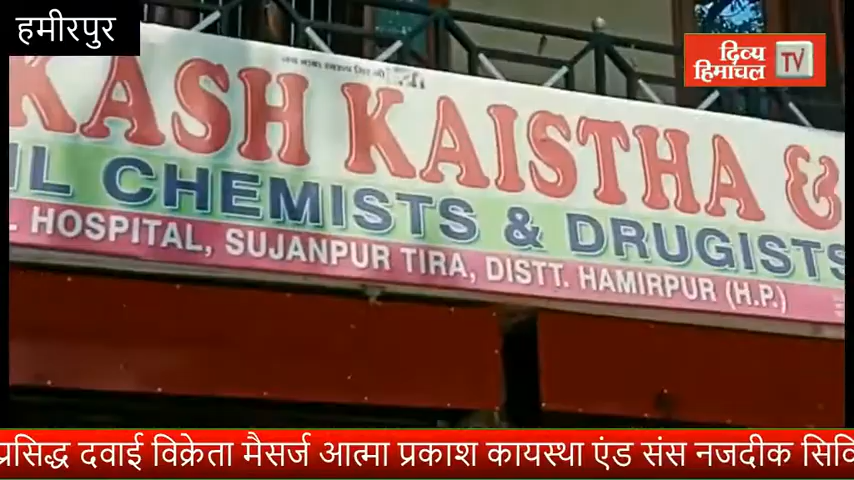 हमीरपुर
दिव्य
हिमाचल TV
KASH KAISTHA &
IL CHEMISTS & DRUGISTS
L HOSPITAL, SUJANPUR TIRA, DISTT. HAMIRPUR (H.P.)
प्रसिद्ध दवाई विक्रेता मैसर्ज आत्मा प्रकाश कायस्था एंड संस नजदीक सिवि